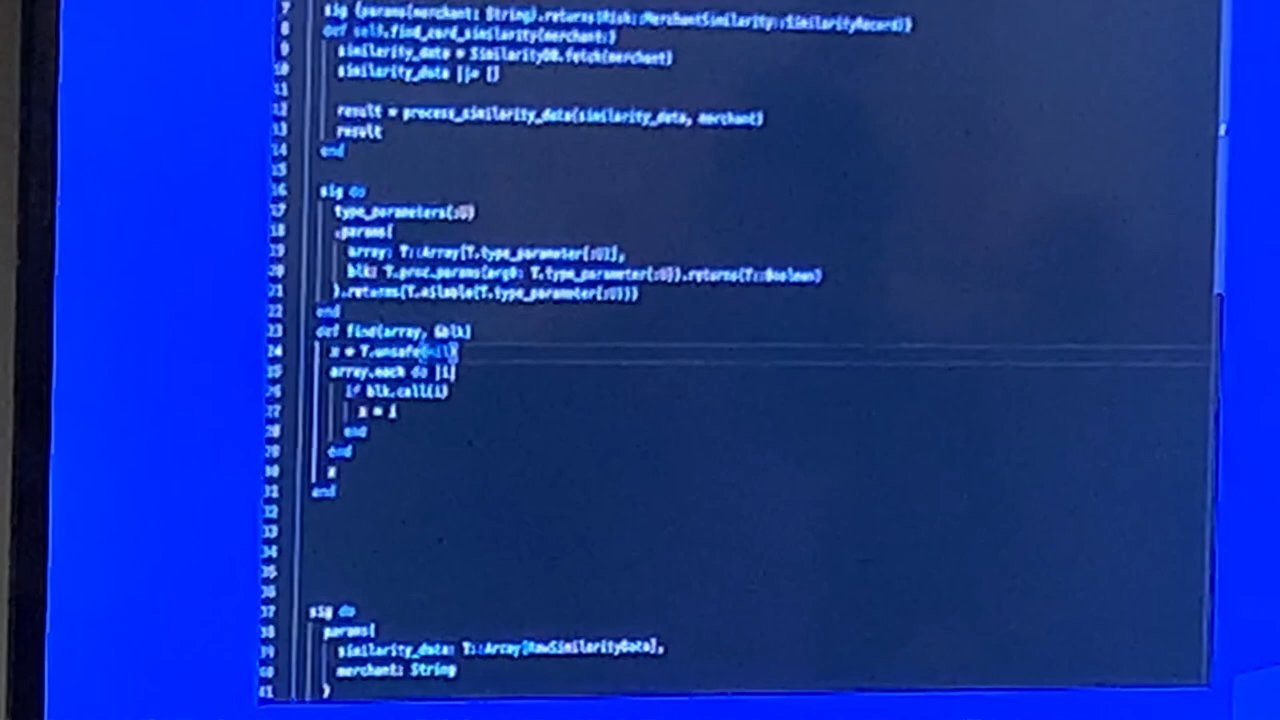 7 sig {params(merchant: String).returns(Risk::MerchantSimilarity::SimilarityRecord)}
8 def self.find_card_similarity(merchant:)
9 similarity_data = SimilarityDB.fetch(merchant)
10 similarity_data ||= []
11
12 result = process_similarity_data(similarity_data, merchant)
13 result
14 end
15
16 sig do
17 type_parameters(:U)
18 .params(
19 array: T::Array[T.type_parameter(:U)],
20 blk: T.proc.params(arg0: T.type_parameter(:U)).returns(T::Boolean)
21 ).returns(T.nilable(T.type_parameter(:U)))
22 end
23 def find(array, &blk)
24 x = T.unsafe(nil)
25 array.each do |i|
26 if blk.call(i)
27 x = i
28 end
29 end
30 x
31 end
32
33
34
35
36
37 sig do
38 params(
39 similarity_data: T::Array[RawSimilarityData],
40 merchant: String
41 )